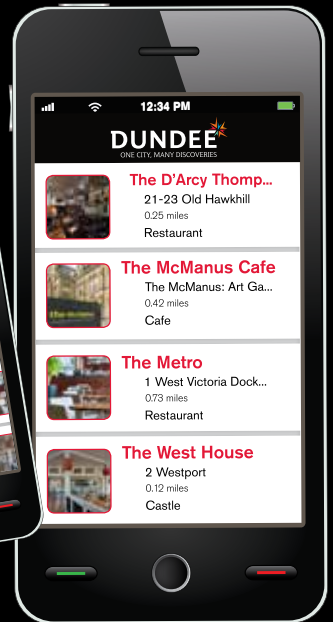 12:34 PM
DUNDEE
ONE CITY, MANY DISCOVERIES
The D'Arcy Thomp...
21-23 Old Hawkhill
0.25 miles
Restaurant
The McManus Cafe
The McManus: Art Ga...
0.42 miles
Cafe
The Metro
1 West Victoria Dock...
0.73 miles
Restaurant
The West House
2 Westport
0.12 miles
Castle